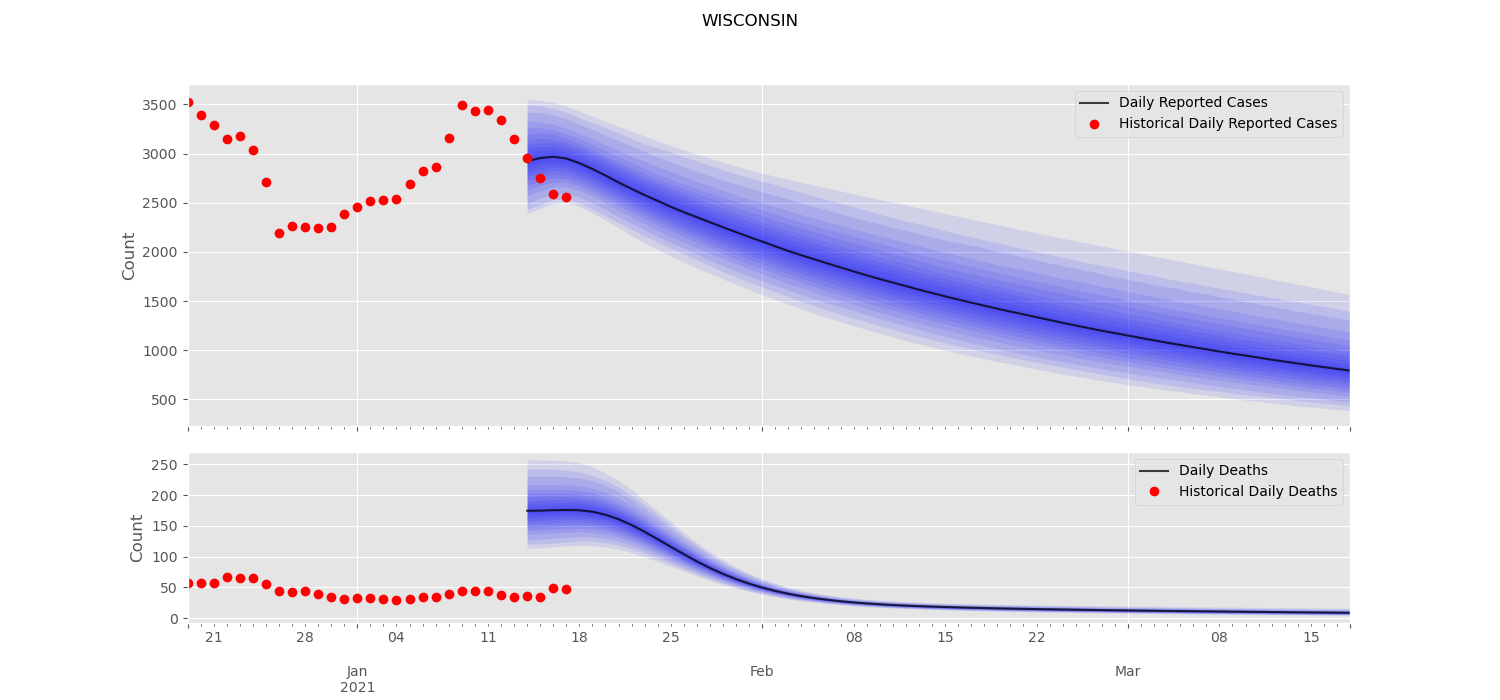 WISCONSIN
3500
3000
2500
2000
1500
1000
500
Count
Daily Reported Cases
Historical Daily Reported Cases
250
200
150
100
50
0
Count
Daily Deaths
Historical Daily Deaths
21 28 04 11 18 25 08 15 22 08 15
Jan Feb Mar
2021